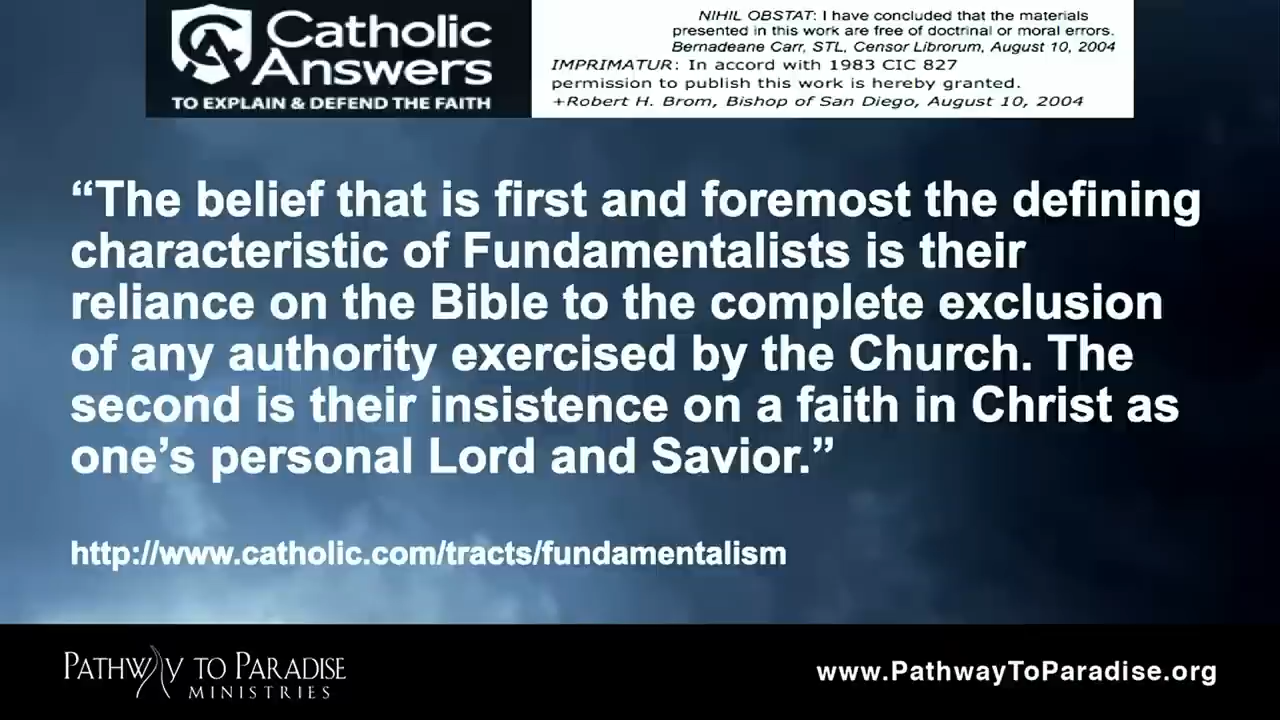 Catholic
Answers
TO EXPLAIN & DEFEND THE FAITH
NIHIL OBSTAT: I have concluded that the materials
presented in this work are free of doctrinal or moral errors.
Bernadeane Carr, STL, Censor Librorum, August 10, 2004
IMPRIMATUR: In accord with 1983 CIC 827
permission to publish this work is hereby granted.
+Robert H. Brom, Bishop of San Diego, August 10, 2004
“The belief that is first and foremost the defining
characteristic of Fundamentalists is their
reliance on the Bible to the complete exclusion
of any authority exercised by the Church. The
second is their insistence on a faith in Christ as
one’s personal Lord and Savior.”
http://www.catholic.com/tracts/fundamentalism
PATHWAY TO PARADISE
MINISTRIES
www.PathwayToParadise.org